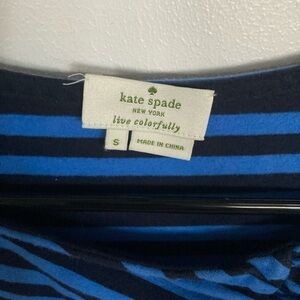 kate spade
NEW YORK
live colorfully
S
MADE IN CHINA